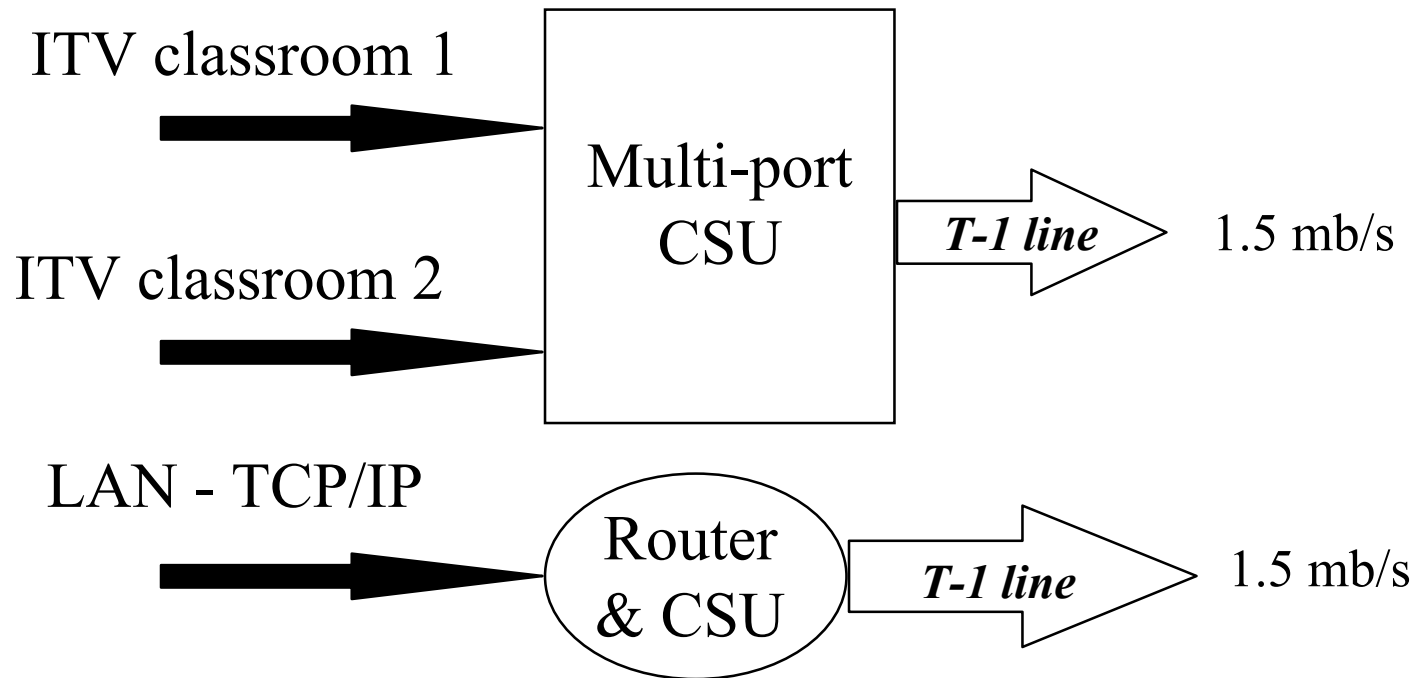 ITV classroom 1
Multi-port
CSU
T-1 line
1.5 mb/s
ITV classroom 2
LAN - TCP/IP
Router
& CSU
T-1 line
1.5 mb/s